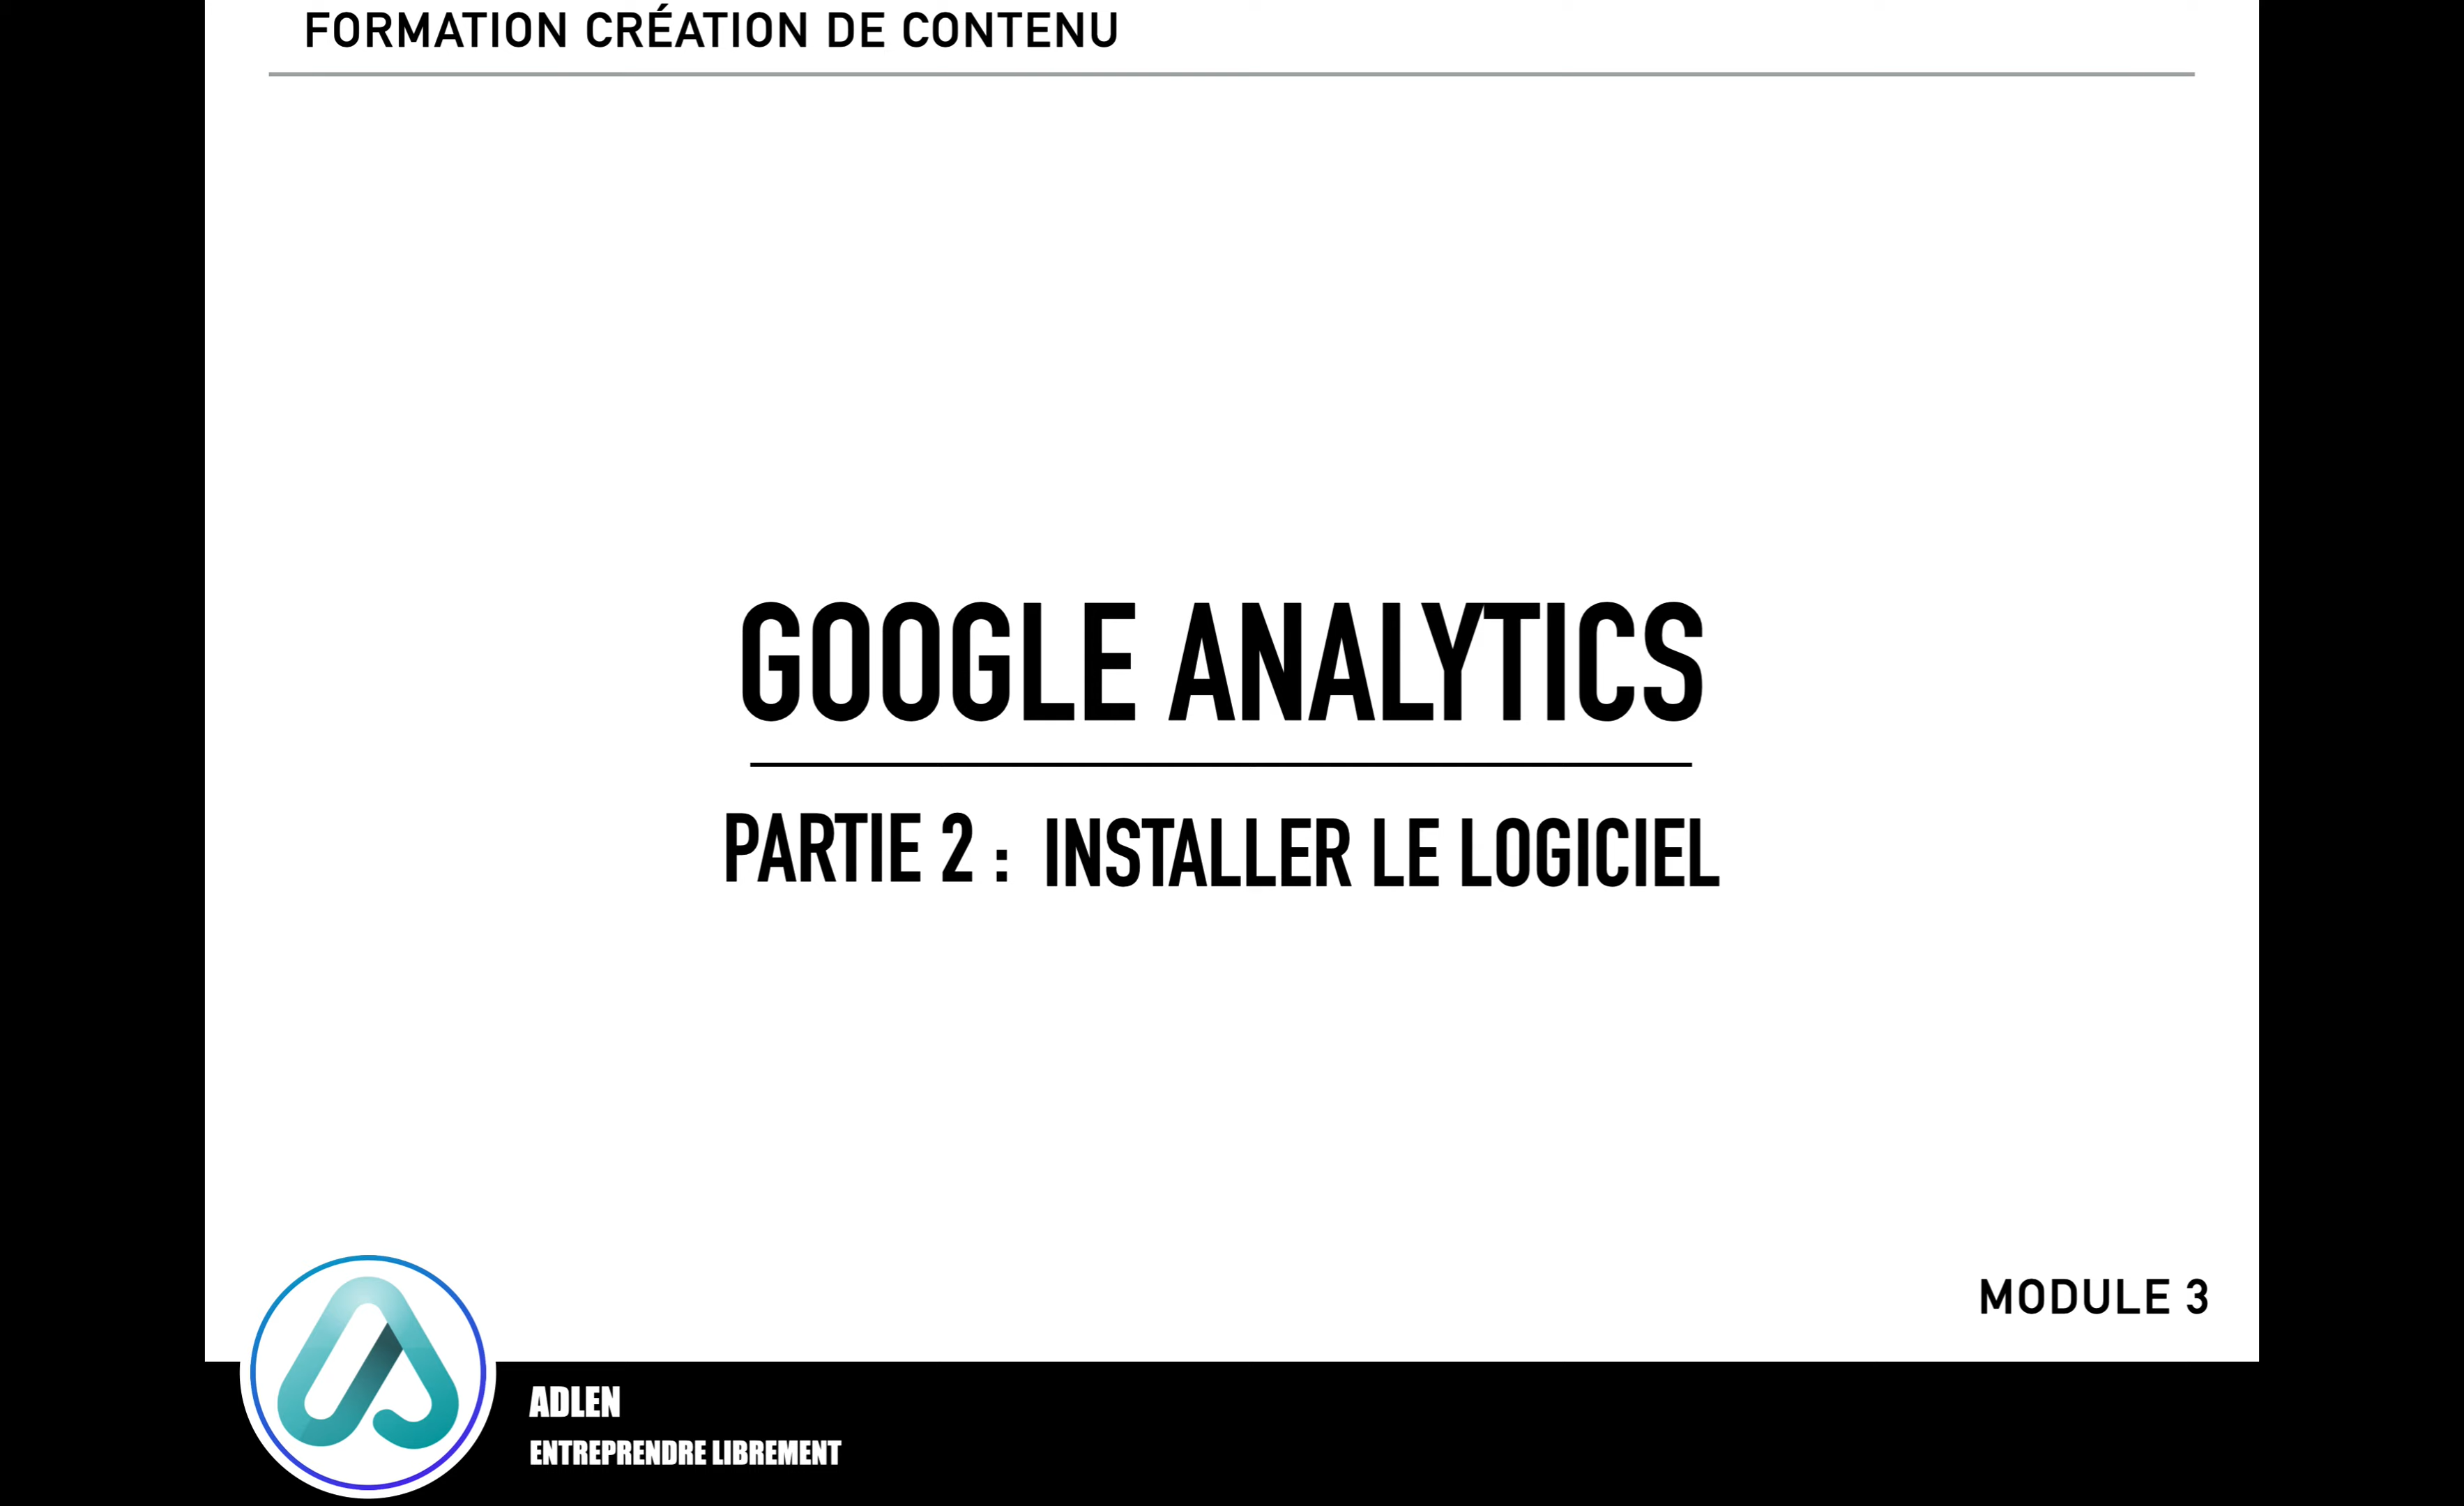 FORMATION CRÉATION DE CONTENU
GOOGLE ANALYTICS
PARTIE 2 : INSTALLER LE LOGICIEL
MODULE 3
ADLEN
ENTREPRENDRE LIBREMENT